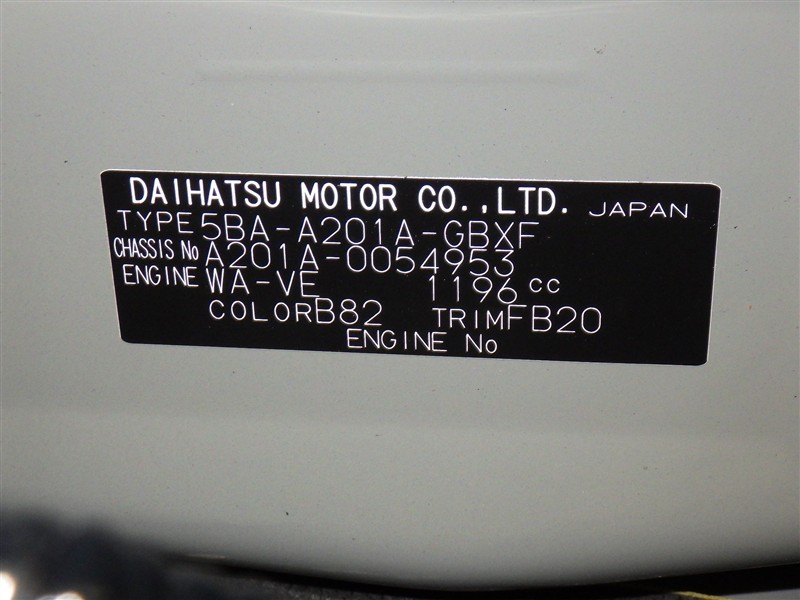 DAIHATSU MOTOR CO.,LTD. JAPAN
TYPE 5BA-A201A-GBXF
CHASSIS No A201A-0054953
ENGINE WA-VE 1196 cc
COLOR B82 TRIM FB20
ENGINE No